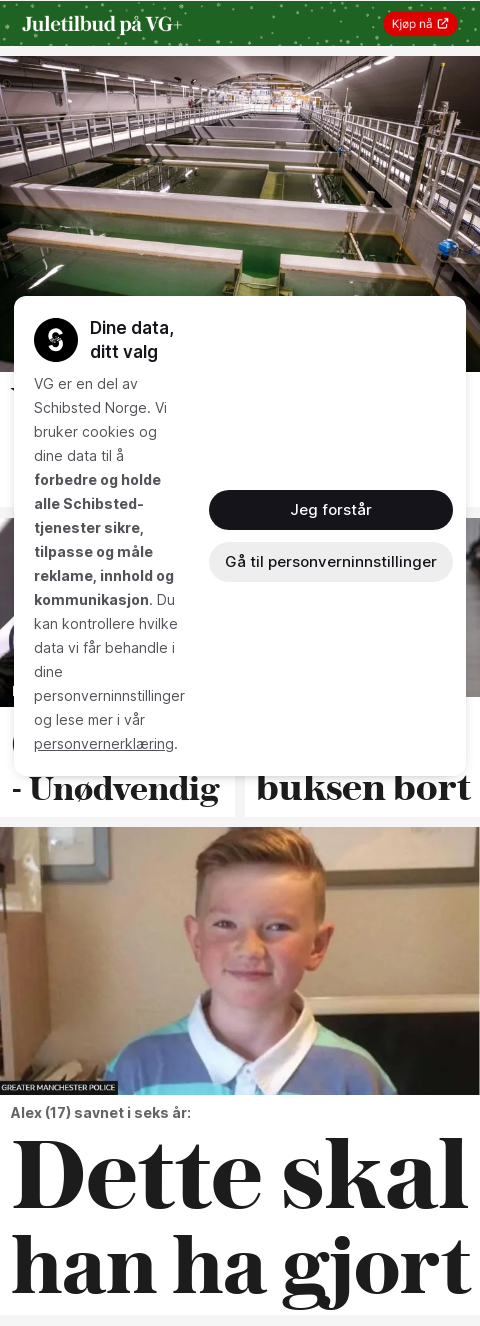 Juletilbud på VG+
Kjøp nå
Dine data,
ditt valg
VG er en del av
Schibsted Norge. Vi
bruker cookies og
dine data til å
forbedre og holde
alle Schibsted-
tjenester sikre,
tilpasse og måle
reklame, innhold og
kommunikasjon. Du
kan kontrollere hvilke
data vi får behandle i
dine
personverninnstillinger
og lese mer i vår
personvernerklæring.
Jeg forstår
Gå til personverninnstillinger
- Unødvendig
buksen bort
GREATER MANCHESTER POLICE
Alex (17) savnet i seks år:
Dette skal
han ha gjort